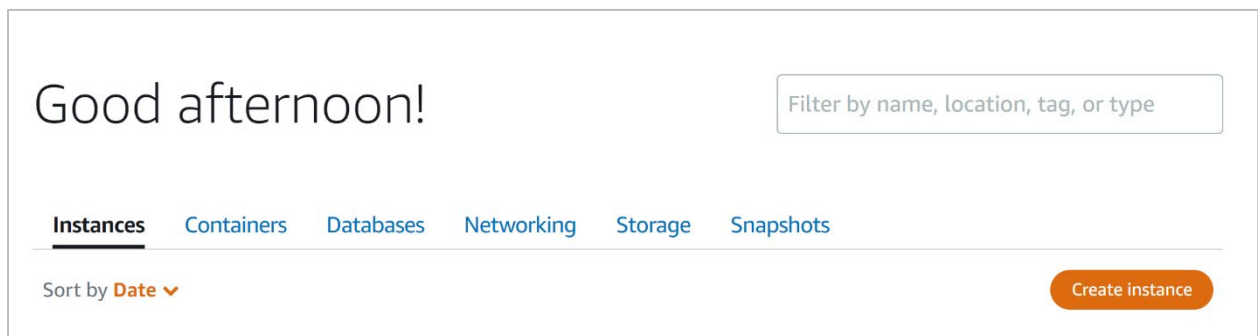 Good afternoon!
Filter by name, location, tag, or type
Instances Containers Databases Networking Storage Snapshots
Sort by Date
Create instance